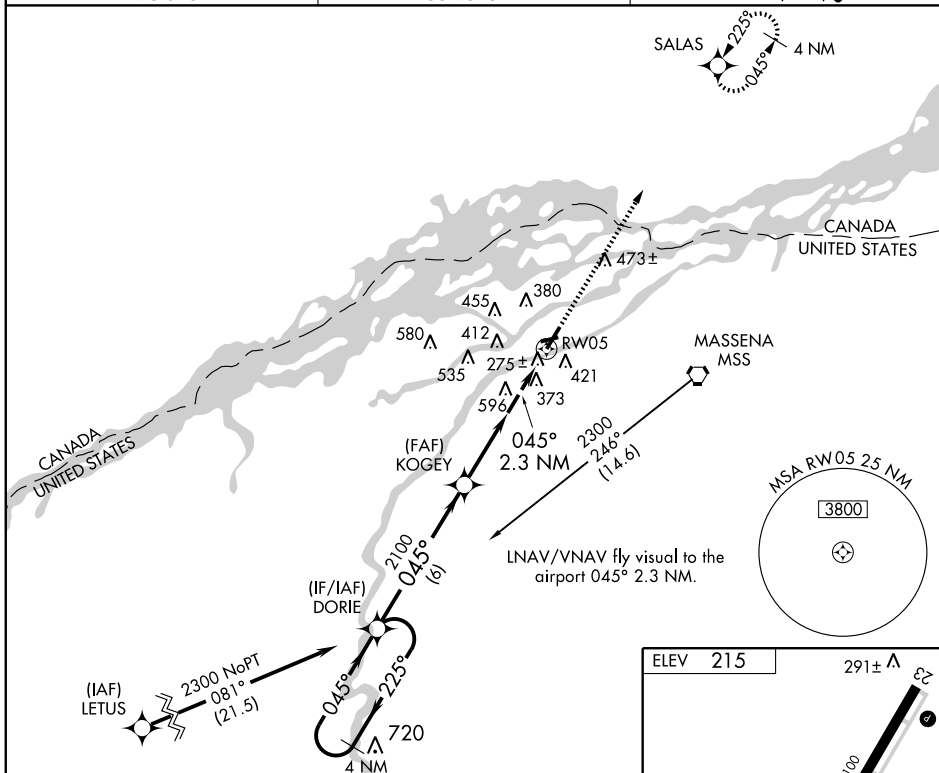 SALAS
225°
045°
4 NM
CANADA
UNITED STATES
473±
380
455
580
412
535
275±
RW05
421
373
596
MASSENA
MSS
045°
2.3 NM
2300
246°
(14.6)
(FAF)
KOGEY
CANADA
UNITED STATES
MSA RW05 25 NM
3800
2100
045°
(6)
LNAV/VNAV fly visual to the
airport 045° 2.3 NM.
(IF/IAF)
DORIE
(IAF)
LETUS
2300 NoPT
081°
(21.5)
045°
225°
720
4 NM
ELEV 215
291±
23
P